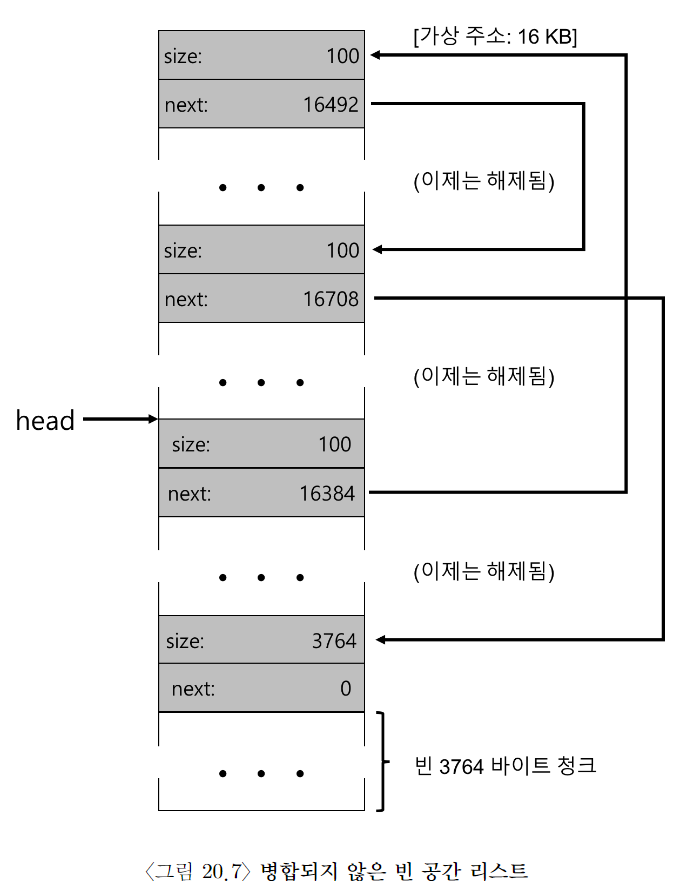 [가상 주소: 16 KB]
size: 100
next: 16492
• • •
(이제는 해제됨)
size: 100
next: 16708
• • •
(이제는 해제됨)
head
size: 100
next: 16384
• • •
(이제는 해제됨)
size: 3764
next: 0
• • •
빈 3764 바이트 청크
〈그림 20.7〉 병합되지 않은 빈 공간 리스트